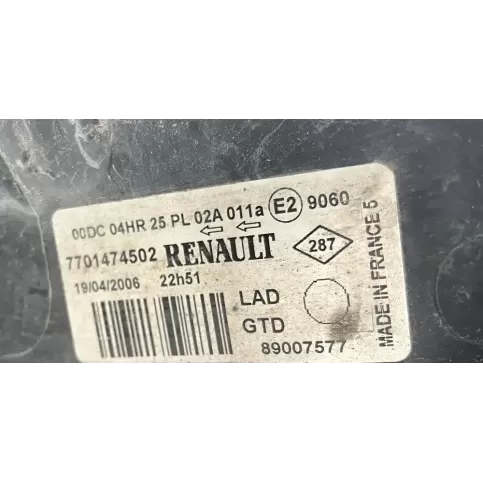 00DC 04HR 25 PL 02A 011a E2 9060
7701474502 RENAULT 287
19/04/2006 22h51
LAD
GTD
89007577
MADE IN FRANCE 5